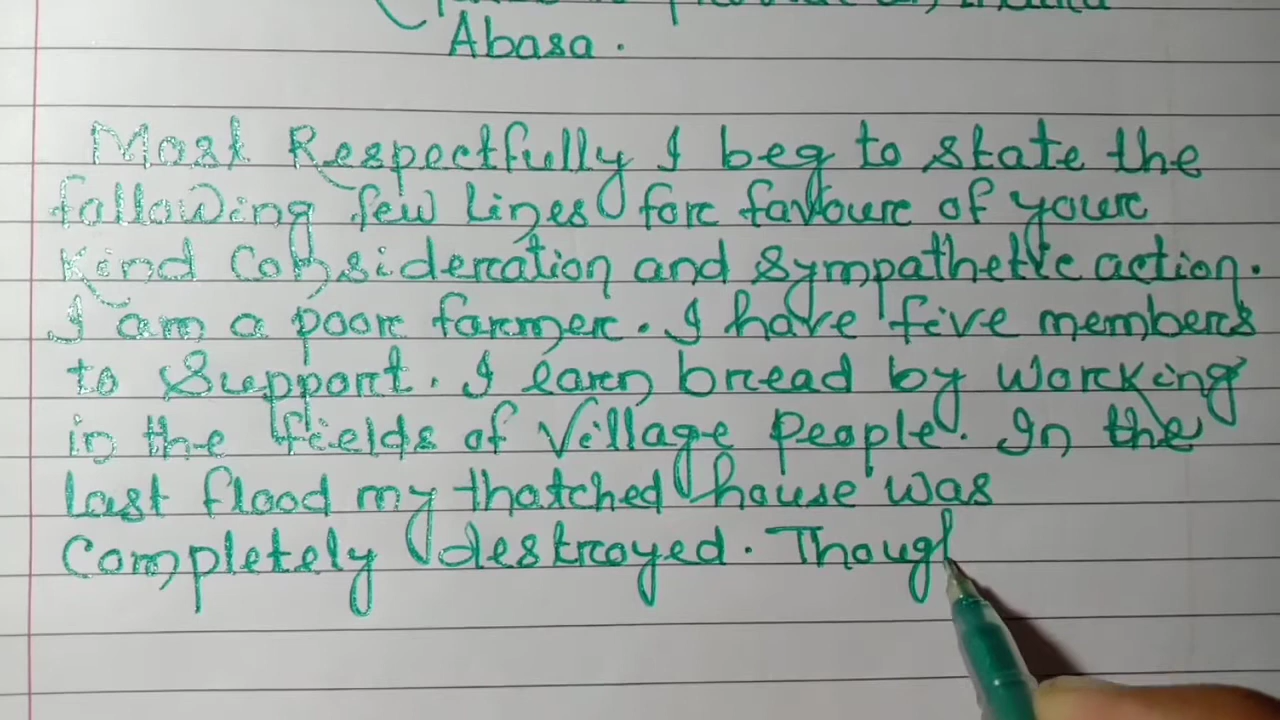 Abasa.
Most Respectfully I beg to state the
following few lines for favour of your
kind consideration and sympathetic action.
I am a poor farmer. I have five members
to support. I earn bread by working
in the fields of Village people. In the
last flood my thatched house was
Completely destroyed. Though